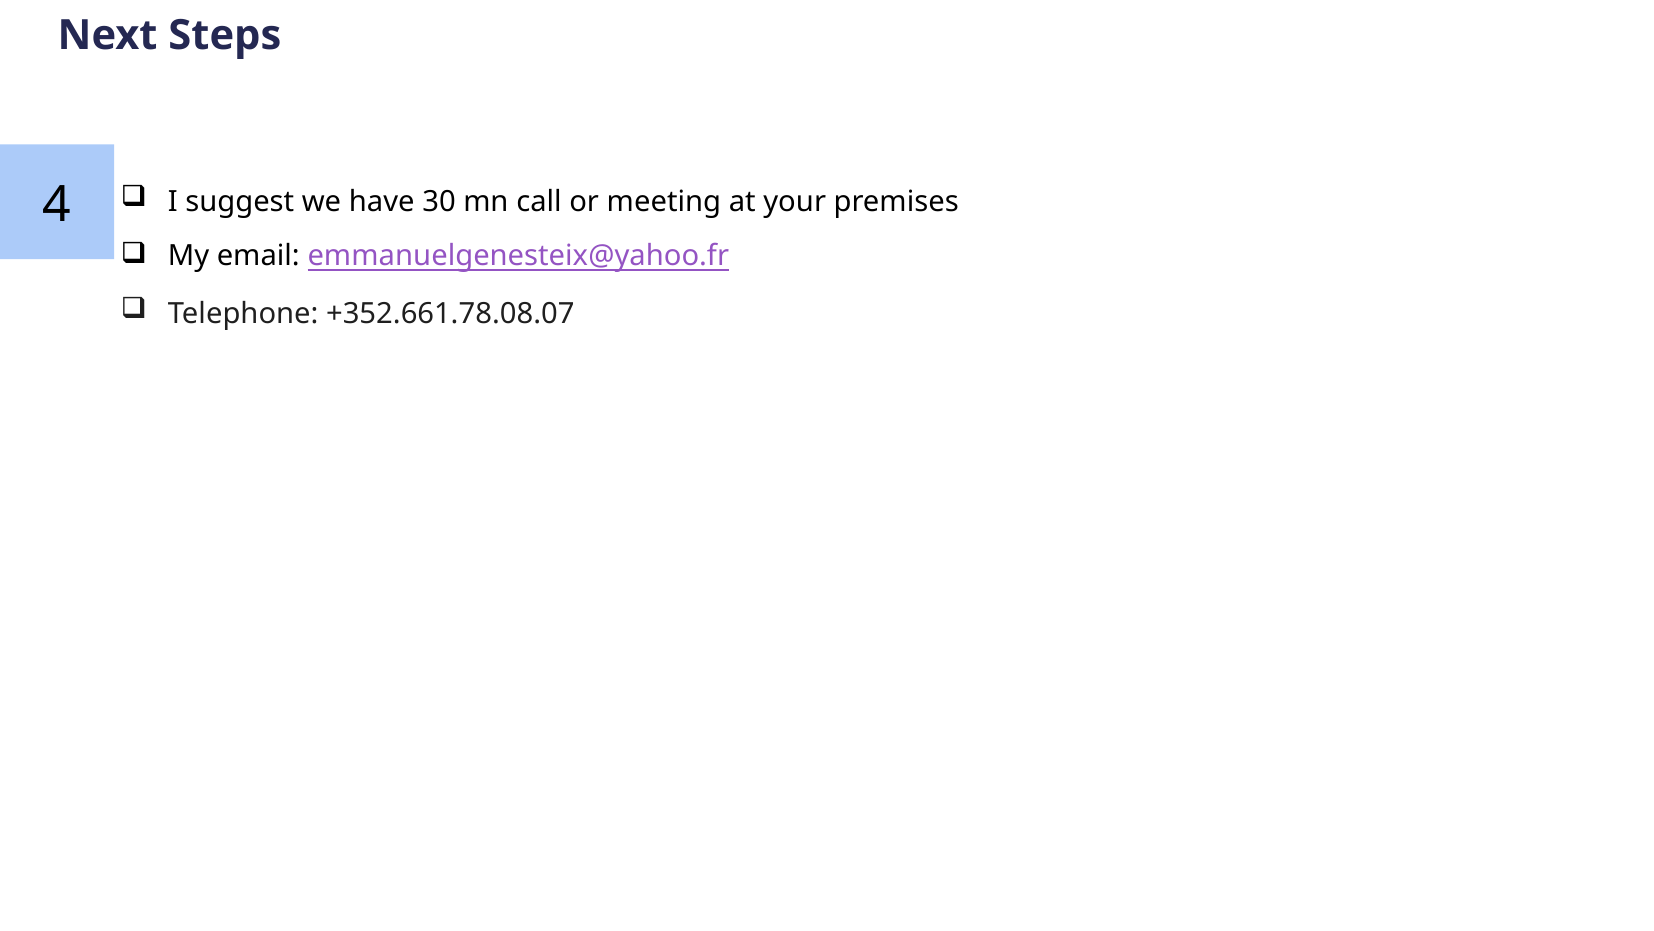 Next Steps
4
❑ I suggest we have 30 mn call or meeting at your premises
❑ My email: emmanuelgenesteix@yahoo.fr
❑ Telephone: +352.661.78.08.07